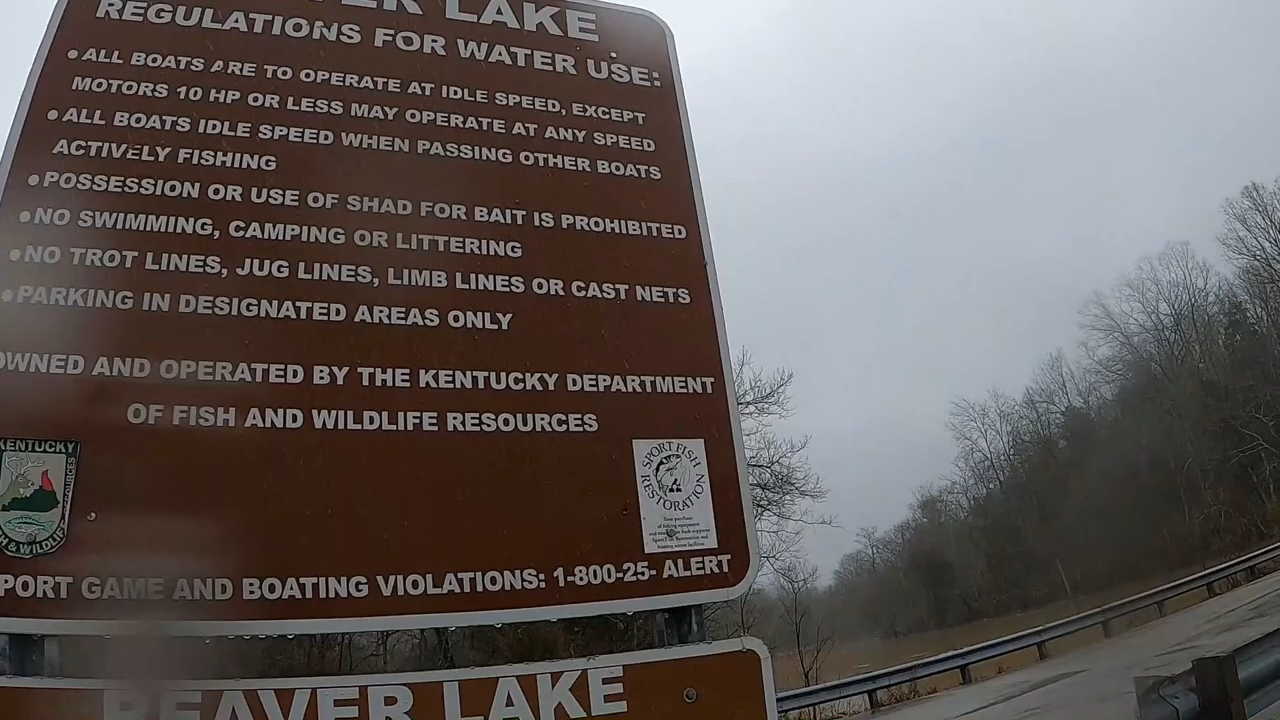 LAKE
REGULATIONS FOR WATER USE:
•ALL BOATS ARE TO OPERATE AT IDLE SPEED, EXCEPT
MOTORS 10 HP OR LESS MAY OPERATE AT ANY SPEED
•ALL BOATS IDLE SPEED WHEN PASSING OTHER BOATS
ACTIVELY FISHING
•POSSESSION OR USE OF SHAD FOR BAIT IS PROHIBITED
•NO SWIMMING, CAMPING OR LITTERING
•NO TROT LINES, JUG LINES, LIMB LINES OR CAST NETS
•PARKING IN DESIGNATED AREAS ONLY
OWNED AND OPERATED BY THE KENTUCKY DEPARTMENT
OF FISH AND WILDLIFE RESOURCES
KENTUCKY
SPORT FISH
RESTORATION
PORT GAME AND BOATING VIOLATIONS: 1-800-25- ALERT
BEAVER LAKE